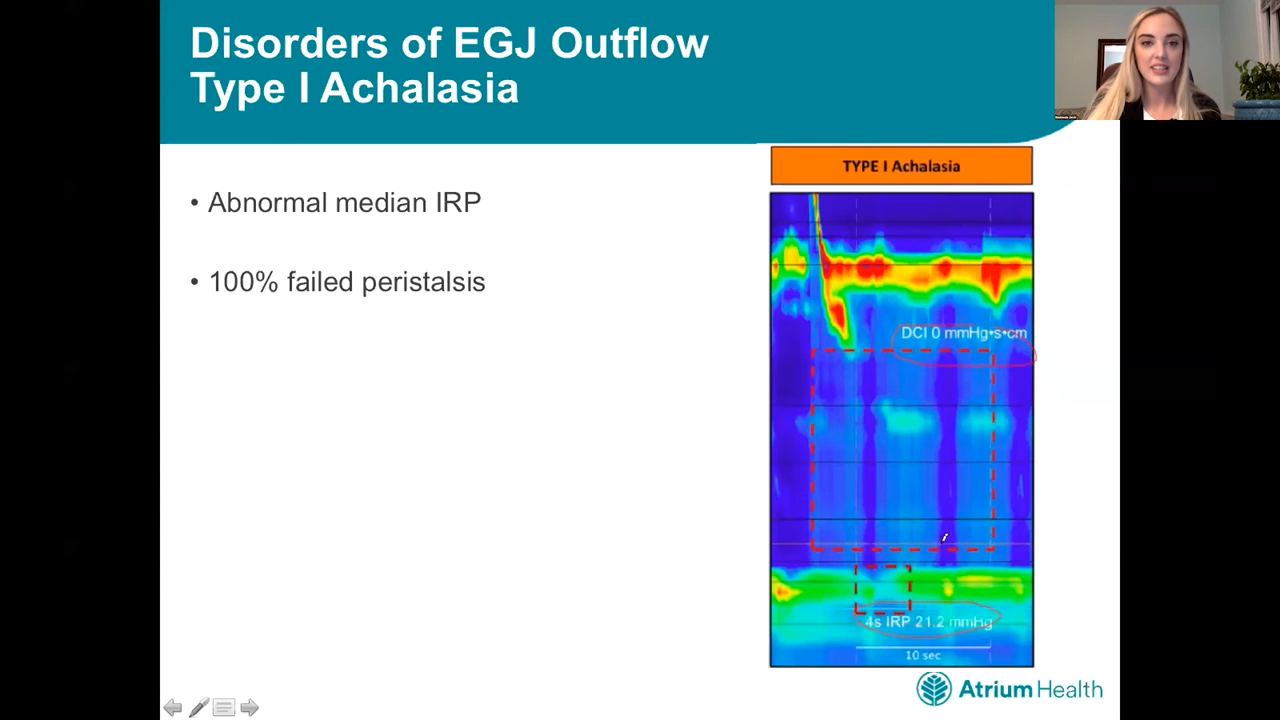 Disorders of EGJ Outflow
Type I Achalasia
• Abnormal median IRP
• 100% failed peristalsis
TYPE I Achalasia
DCI 0 mmHg•s•cm
4s IRP 21.2 mmHg
10 sec
Atrium Health